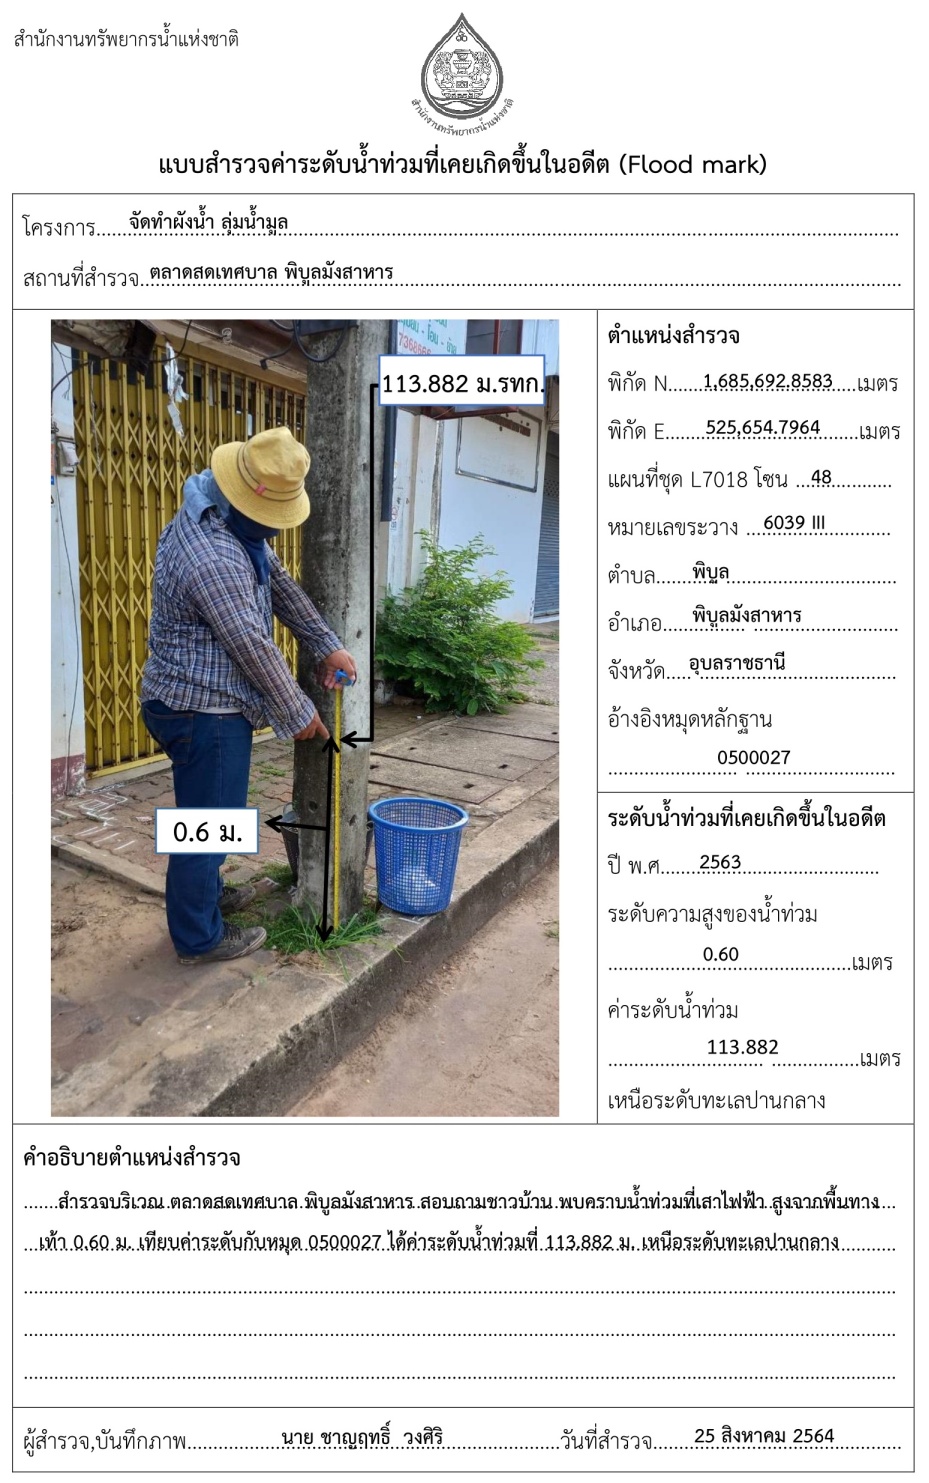 สำนักงานทรัพยากรน้ำแห่งชาติ
สำนักงานทรัพยากรน้ำแห่งชาติ
แบบสำรวจค่าระดับน้ำท่วมที่เคยเกิดขึ้นในอดีต (Flood mark)
โครงการ จัดทำผังน้ำ ลุ่มน้ำมูล
สถานที่สำรวจ ตลาดสดเทศบาล พิบูลมังสาหาร
โอน - ย้าย
113.882 ม.รทก.
0.6 ม.
ตำแหน่งสำรวจ
พิกัด N 1,685,692.8583 เมตร
พิกัด E 525,654.7964 เมตร
แผนที่ชุด L7018 โซน 48
หมายเลขระวาง 6039 III
ตำบล พิบูล
อำเภอ พิบูลมังสาหาร
จังหวัด อุบลราชธานี
อ้างอิงหมุดหลักฐาน
0500027
ระดับน้ำท่วมที่เคยเกิดขึ้นในอดีต
ปี พ.ศ. 2563
ระดับความสูงของน้ำท่วม
0.60 เมตร
ค่าระดับน้ำท่วม
113.882 เมตร
เหนือระดับทะเลปานกลาง
คำอธิบายตำแหน่งสำรวจ
สำรวจบริเวณ ตลาดสดเทศบาล พิบูลมังสาหาร สอบถามชาวบ้าน พบคราบน้ำท่วมที่เสาไฟฟ้า สูงจากพื้นทาง
เท้า 0.60 ม. เทียบค่าระดับกับหมุด 0500027 ได้ค่าระดับน้ำท่วมที่ 113.882 ม. เหนือระดับทะเลปานกลาง
ผู้สำรวจ,บันทึกภาพ นาย ชาญฤทธิ์ วงศิริ วันที่สำรวจ 25 สิงหาคม 2564